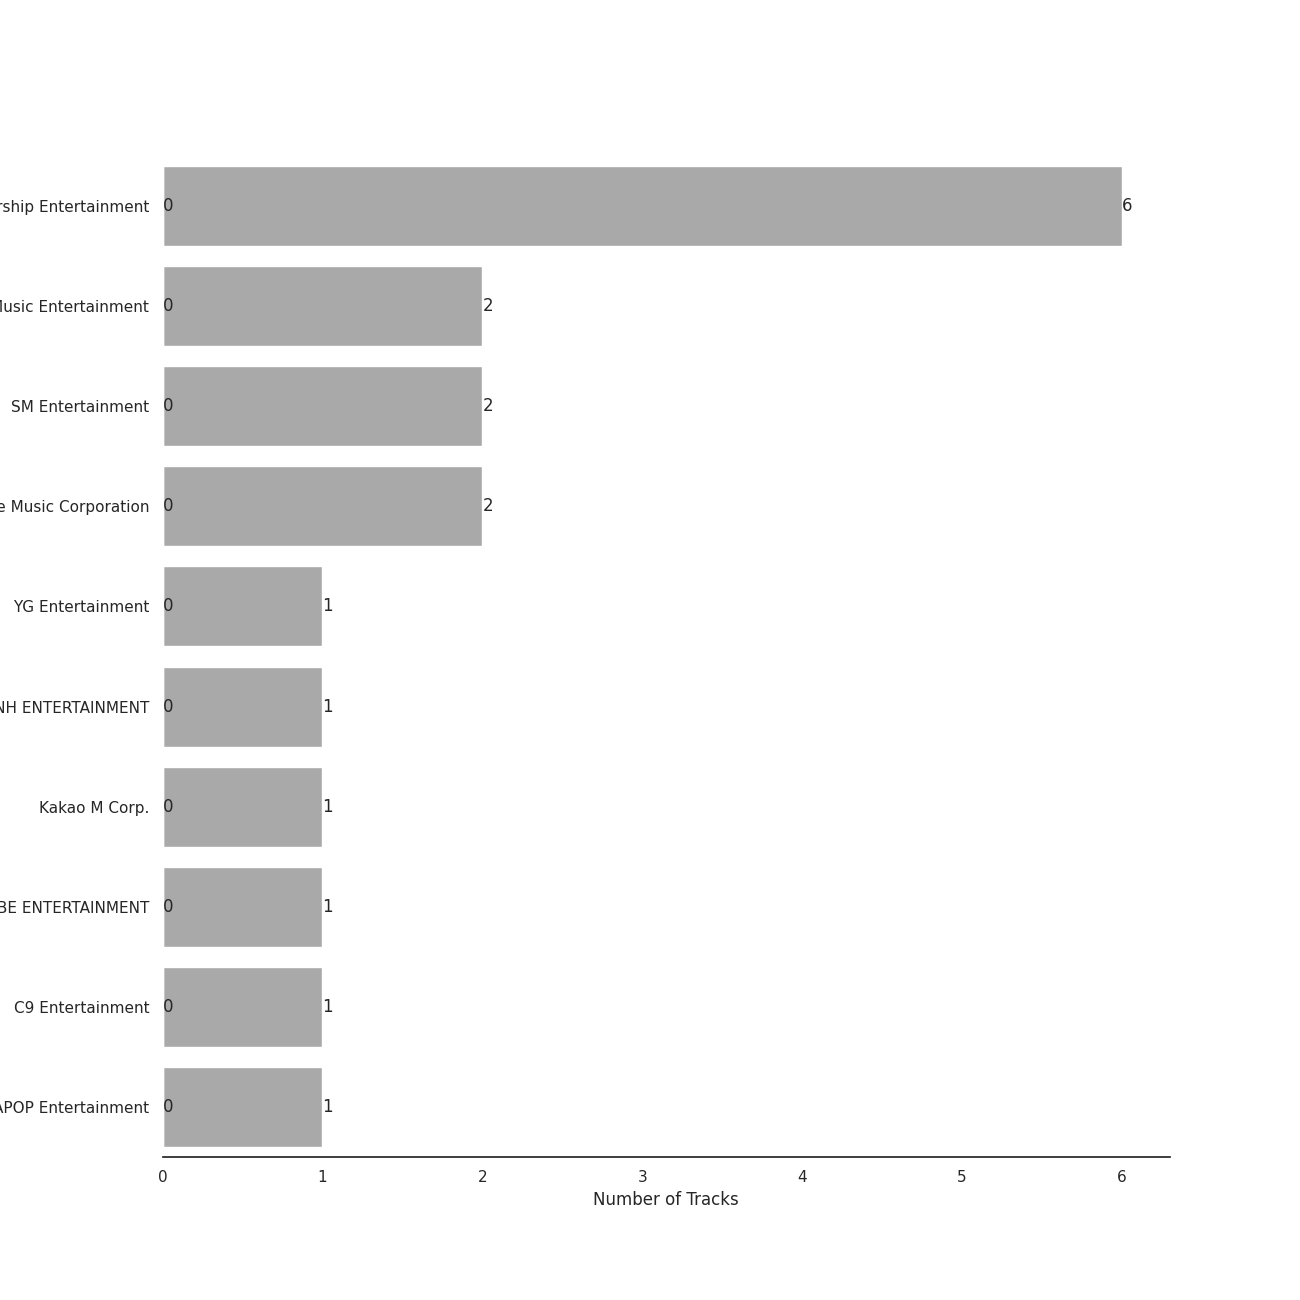 rship Entertainment 0 6
Music Entertainment 0 2
SM Entertainment 0 2
e Music Corporation 0 2
YG Entertainment 0 1
NH ENTERTAINMENT 0 1
Kakao M Corp. 0 1
BE ENTERTAINMENT 0 1
C9 Entertainment 0 1
APOP Entertainment 0 1
0 1 2 3 4 5 6
Number of Tracks